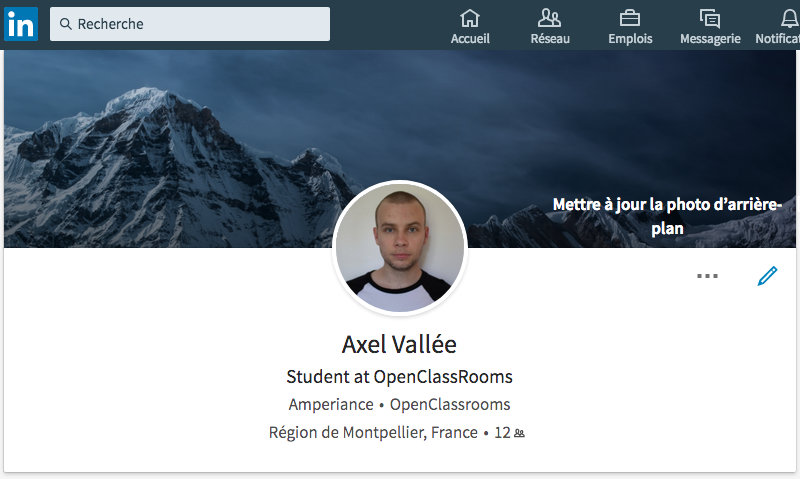 in
Recherche
Accueil
Réseau
Emplois
Messagerie
Notificat
Mettre à jour la photo d’arrière-
plan
Axel Vallée
Student at OpenClassRooms
Amperiance • OpenClassrooms
Région de Montpellier, France • 12